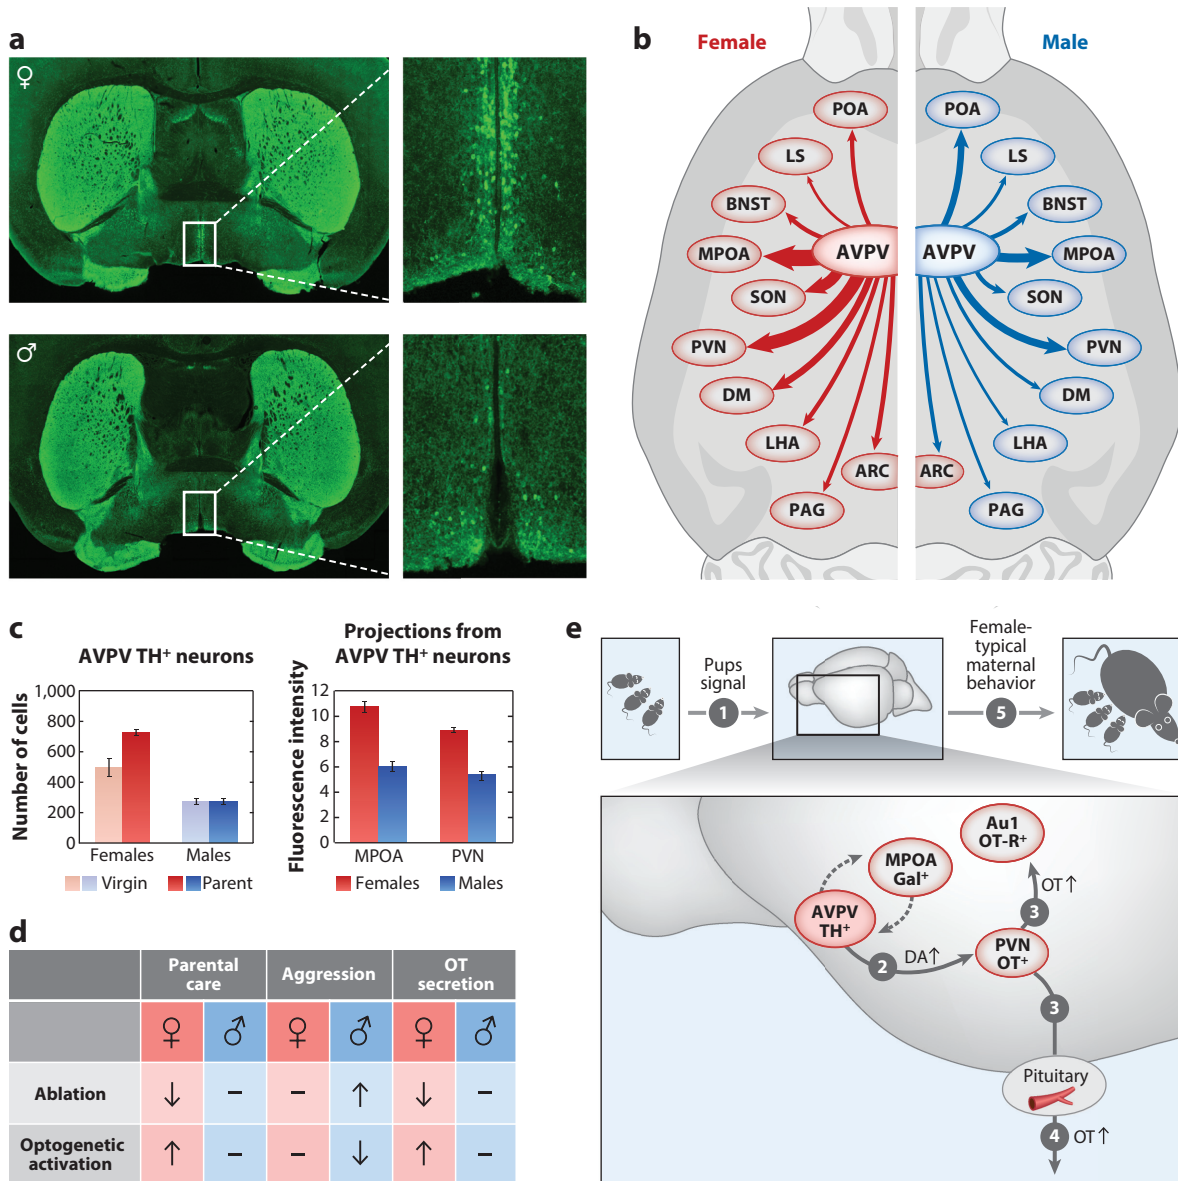 a
♀
♂
b
Female
Male
POA
POA
LS
LS
BNST
BNST
AVPV
AVPV
MPOA
MPOA
SON
SON
PVN
PVN
DM
DM
LHA
LHA
ARC
ARC
PAG
PAG
c
AVPV TH⁺ neurons
Number of cells
1,000
800
600
400
200
0
Females
Males
Virgin
Parent
Projections from
AVPV TH⁺ neurons
Fluorescence intensity
12
10
8
6
4
2
0
MPOA
PVN
Females
Males
d
Parental
care
Aggression
OT
secretion
♀ ♂ ♀ ♂ ♀ ♂
Ablation ↓ – – ↑ ↓ –
Optogenetic
activation ↑ – – ↓ ↑ –
e
Pups
signal
1
Female-
typical
maternal
behavior
5
Au1
OT-R⁺
MPOA
Gal⁺
OT↑
3
AVPV
TH⁺
2
DA↑
PVN
OT⁺
3
Pituitary
4
OT↑